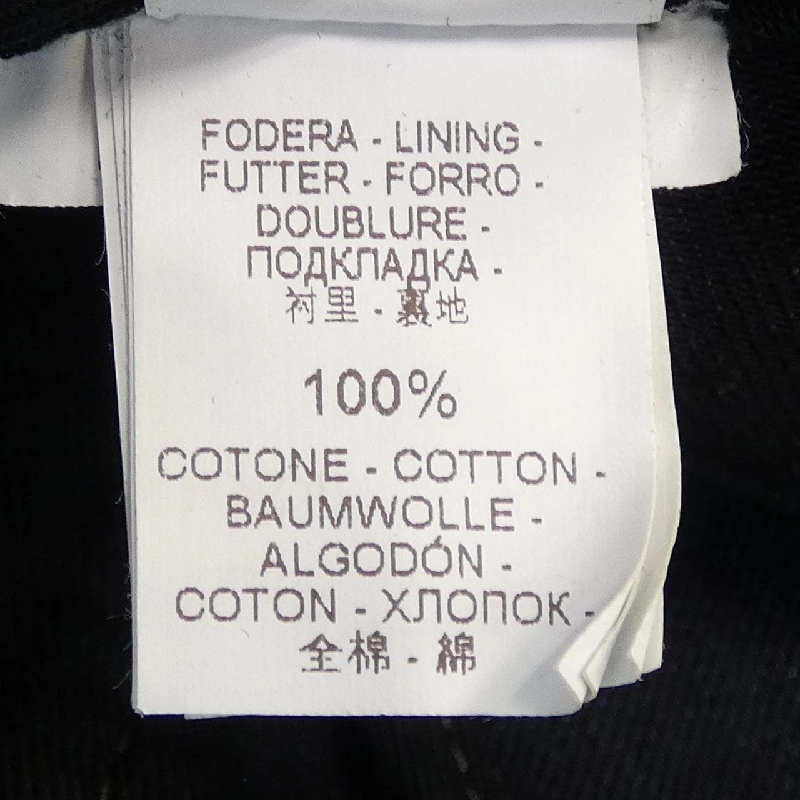 FODERA - LINING -
FUTTER - FORRO -
DOUBLURE -
ПОДКЛАДКА -
衬里 - 裏地
100%
COTONE - COTTON -
BAUMWOLLE -
ALGODÓN -
COTON - ХЛОПОК -
全棉 - 綿